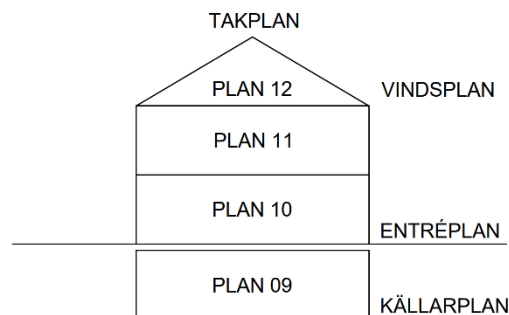 TAKPLAN
PLAN 12
VINDSPLAN
PLAN 11
PLAN 10
ENTRÉPLAN
PLAN 09
KÄLLARPLAN